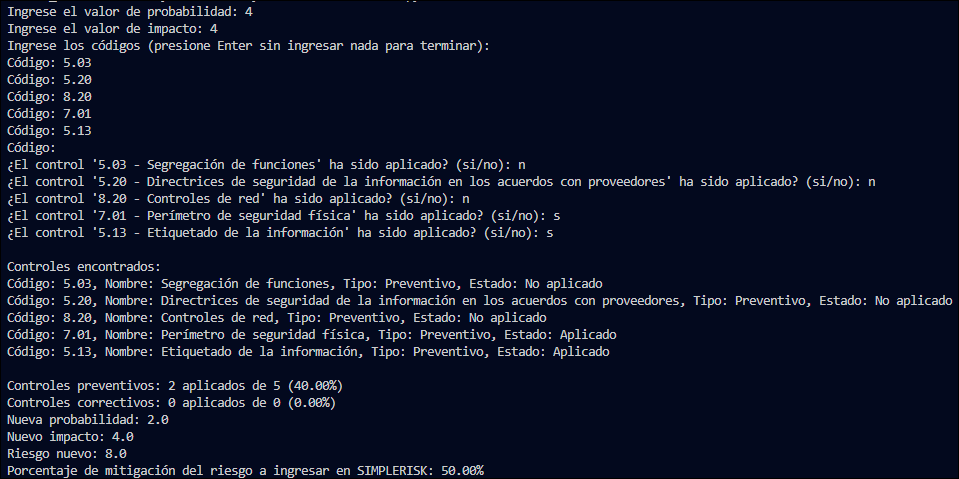 Ingrese el valor de probabilidad: 4
Ingrese el valor de impacto: 4
Ingrese los códigos (presione Enter sin ingresar nada para terminar):
Código: 5.03
Código: 5.20
Código: 8.20
Código: 7.01
Código: 5.13
Código:
¿El control '5.03 - Segregación de funciones' ha sido aplicado? (si/no): n
¿El control '5.20 - Directrices de seguridad de la información en los acuerdos con proveedores' ha sido aplicado? (si/no): n
¿El control '8.20 - Controles de red' ha sido aplicado? (si/no): n
¿El control '7.01 - Perímetro de seguridad física' ha sido aplicado? (si/no): s
¿El control '5.13 - Etiquetado de la información' ha sido aplicado? (si/no): s
Controles encontrados:
Código: 5.03, Nombre: Segregación de funciones, Tipo: Preventivo, Estado: No aplicado
Código: 5.20, Nombre: Directrices de seguridad de la información en los acuerdos con proveedores, Tipo: Preventivo, Estado: No aplicado
Código: 8.20, Nombre: Controles de red, Tipo: Preventivo, Estado: No aplicado
Código: 7.01, Nombre: Perímetro de seguridad física, Tipo: Preventivo, Estado: Aplicado
Código: 5.13, Nombre: Etiquetado de la información, Tipo: Preventivo, Estado: Aplicado
Controles preventivos: 2 aplicados de 5 (40.00%)
Controles correctivos: 0 aplicados de 0 (0.00%)
Nueva probabilidad: 2.0
Nuevo impacto: 4.0
Riesgo nuevo: 8.0
Porcentaje de mitigación del riesgo a ingresar en SIMPLERISK: 50.00%